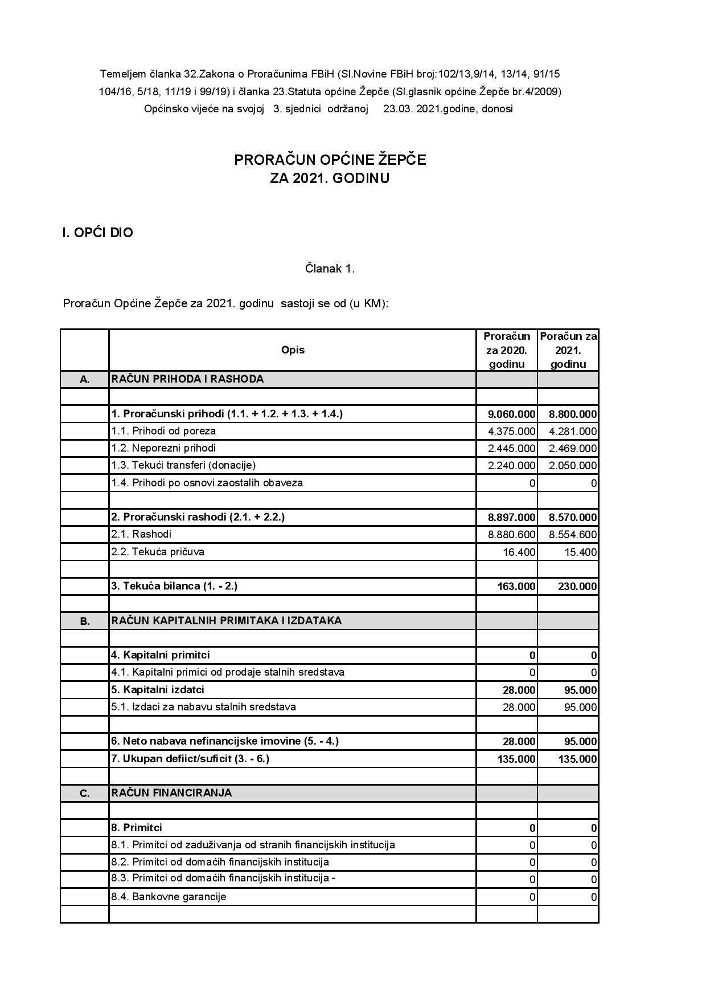 Temeljem članka 32.Zakona o Proračunima FBiH (Sl.Novine FBiH broj:102/13,9/14, 13/14, 91/15
104/16, 5/18, 11/19 i 99/19) i članka 23.Statuta općine Žepče (Sl.glasnik općine Žepče br.4/2009)
Općinsko vijeće na svojoj 3. sjednici održanoj 23.03. 2021.godine, donosi
PRORAČUN OPĆINE ŽEPČE
ZA 2021. GODINU
I. OPĆI DIO
Članak 1.
Proračun Općine Žepče za 2021. godinu sastoji se od (u KM):
Opis Proračun za 2020. godinu Poračun za 2021. godinu
A. RAČUN PRIHODA I RASHODA
1. Proračunski prihodi (1.1. + 1.2. + 1.3. + 1.4.) 9.060.000 8.800.000
1.1. Prihodi od poreza 4.375.000 4.281.000
1.2. Neporezni prihodi 2.445.000 2.469.000
1.3. Tekući transferi (donacije) 2.240.000 2.050.000
1.4. Prihodi po osnovi zaostalih obaveza 0 0
2. Proračunski rashodi (2.1. + 2.2.) 8.897.000 8.570.000
2.1. Rashodi 8.880.600 8.554.600
2.2. Tekuća pričuva 16.400 15.400
3. Tekuća bilanca (1. - 2.) 163.000 230.000
B. RAČUN KAPITALNIH PRIMITAKA I IZDATAKA
4. Kapitalni primitci 0 0
4.1. Kapitalni primici od prodaje stalnih sredstava 0 0
5. Kapitalni izdatci 28.000 95.000
5.1. Izdaci za nabavu stalnih sredstava 28.000 95.000
6. Neto nabava nefinancijske imovine (5. - 4.) 28.000 95.000
7. Ukupan defiict/suficit (3. - 6.) 135.000 135.000
C. RAČUN FINANCIRANJA
8. Primitci 0 0
8.1. Primitci od zaduživanja od stranih financijskih institucija 0 0
8.2. Primitci od domaćih financijskih institucija 0 0
8.3. Primitci od domaćih financijskih institucija - 0 0
8.4. Bankovne garancije 0 0